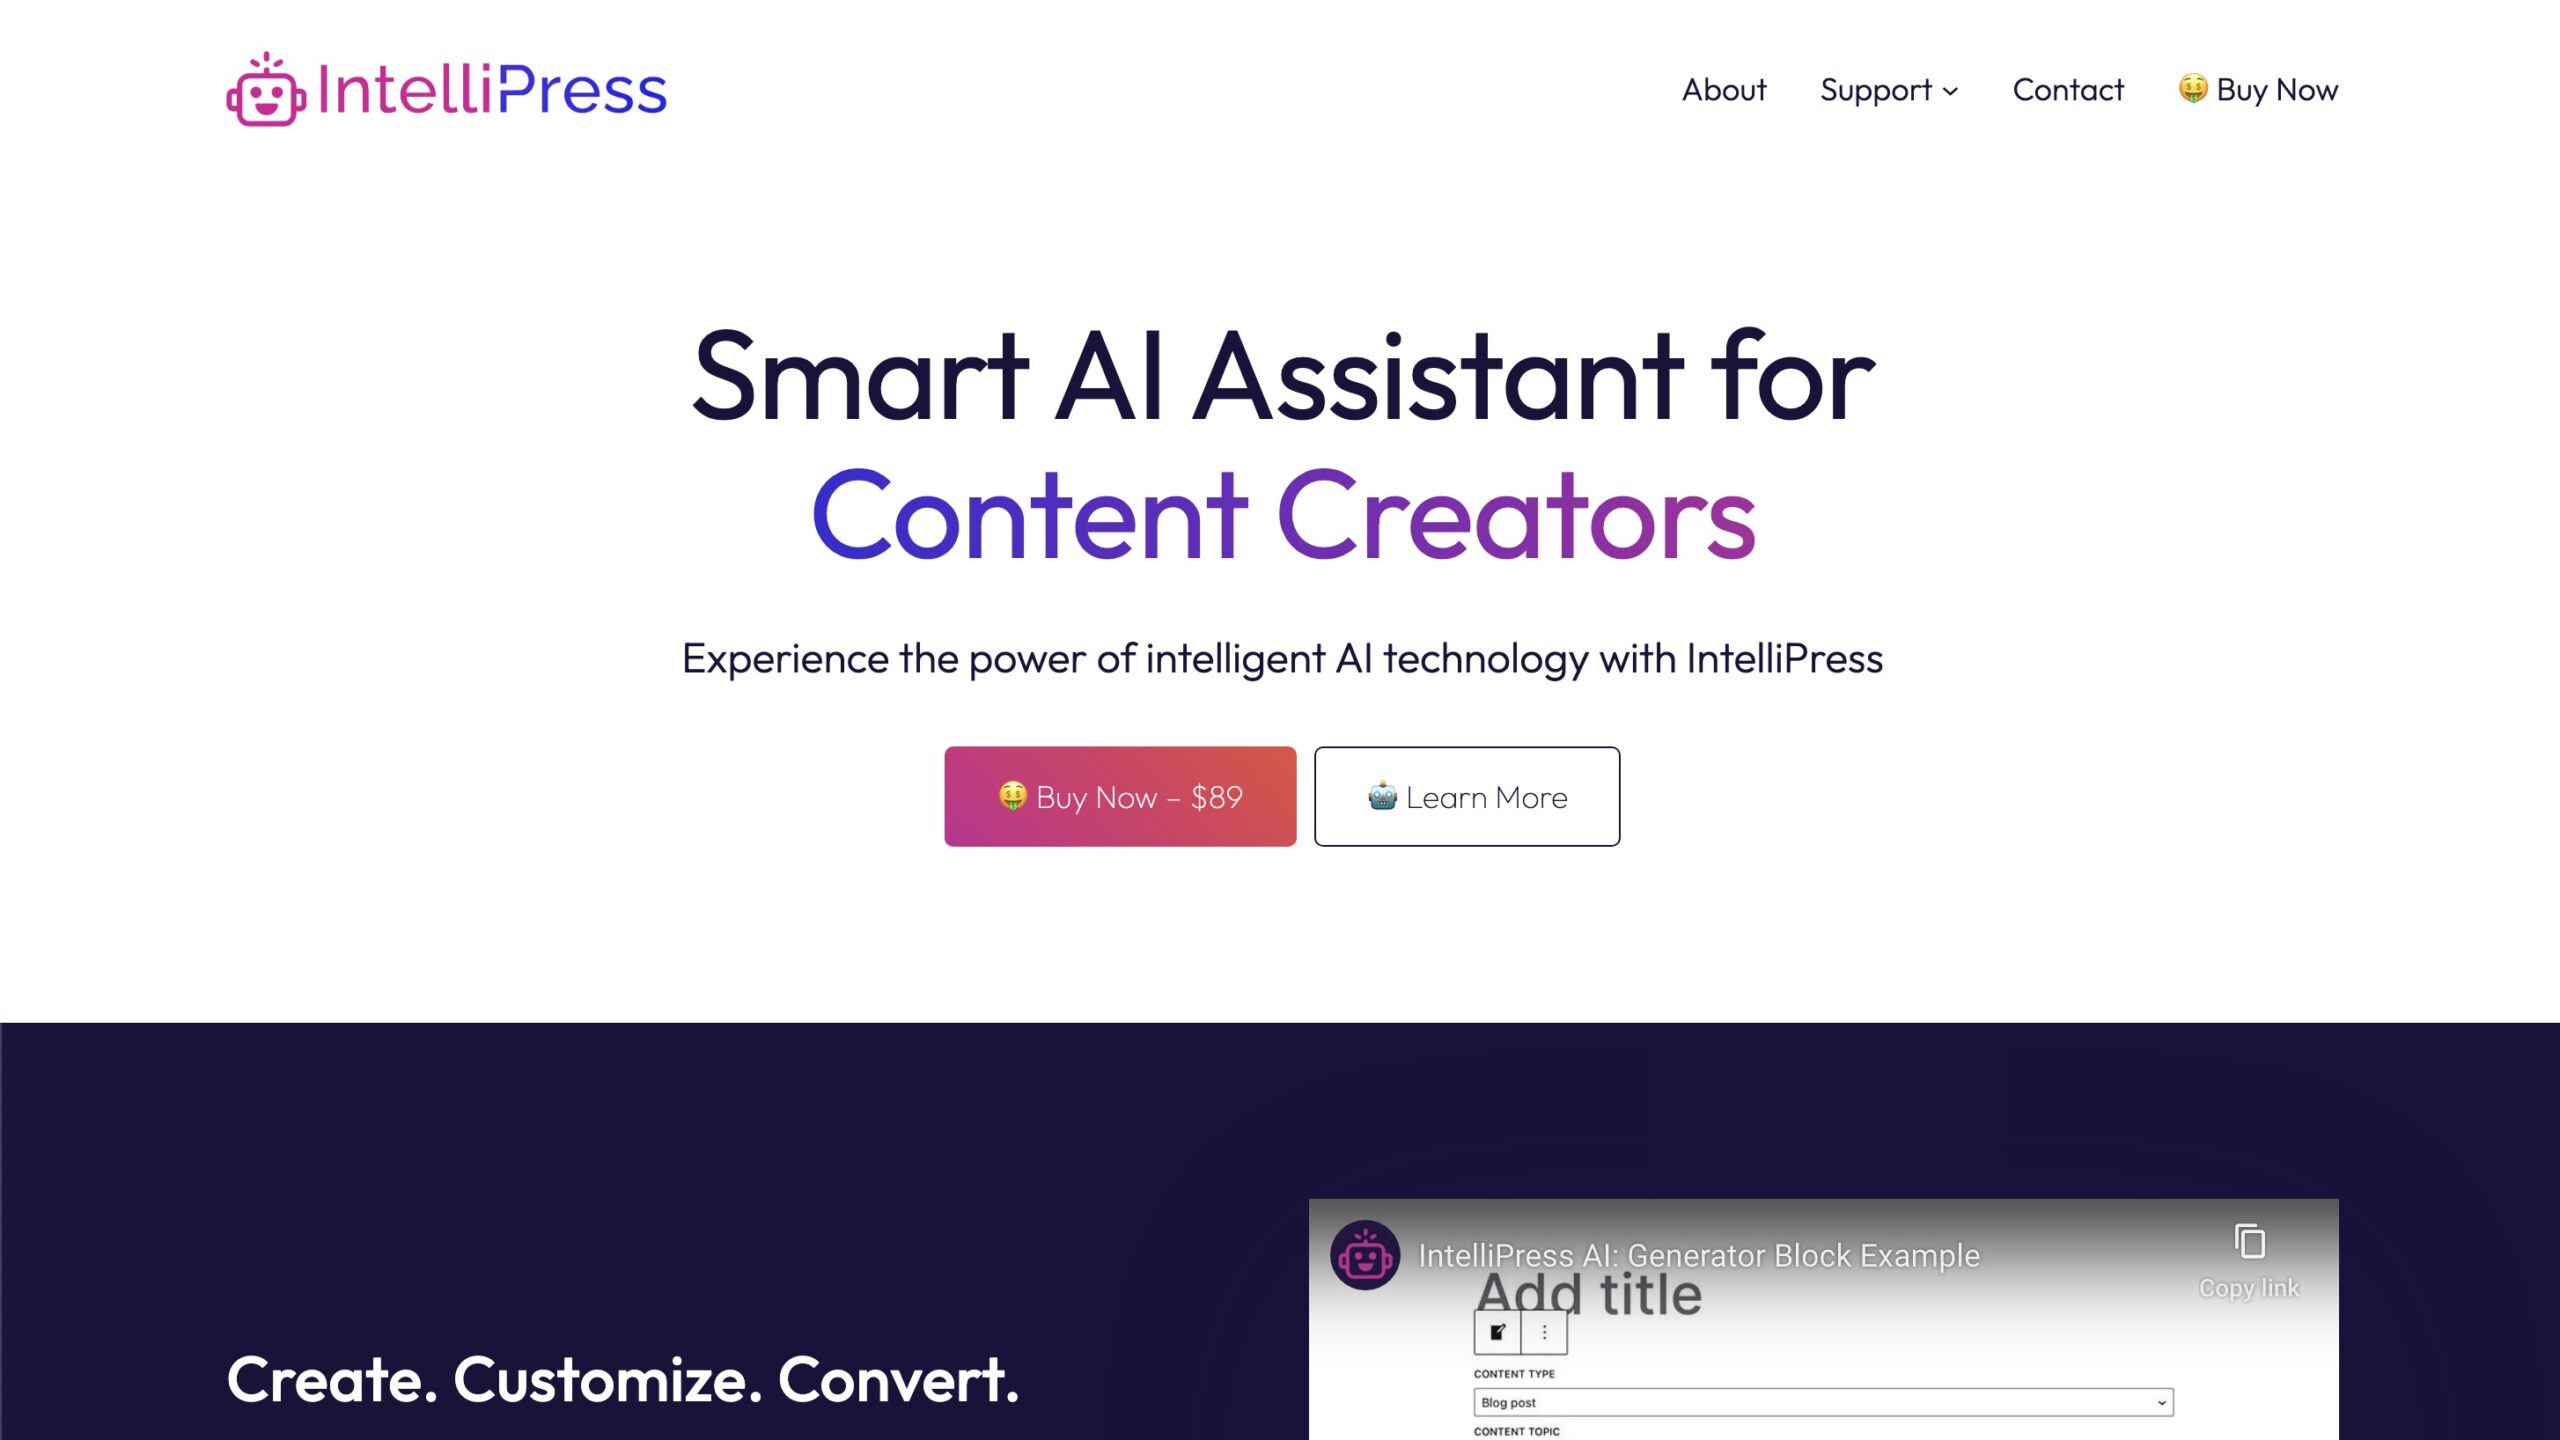 IntelliPress
About Support Contact 🤑 Buy Now
Smart AI Assistant for
Content Creators
Experience the power of intelligent AI technology with IntelliPress
🤑 Buy Now – $89
🤖 Learn More
Create. Customize. Convert.
IntelliPress AI: Generator Block Example
Copy link
Add title
CONTENT TYPE
Blog post
CONTENT TOPIC